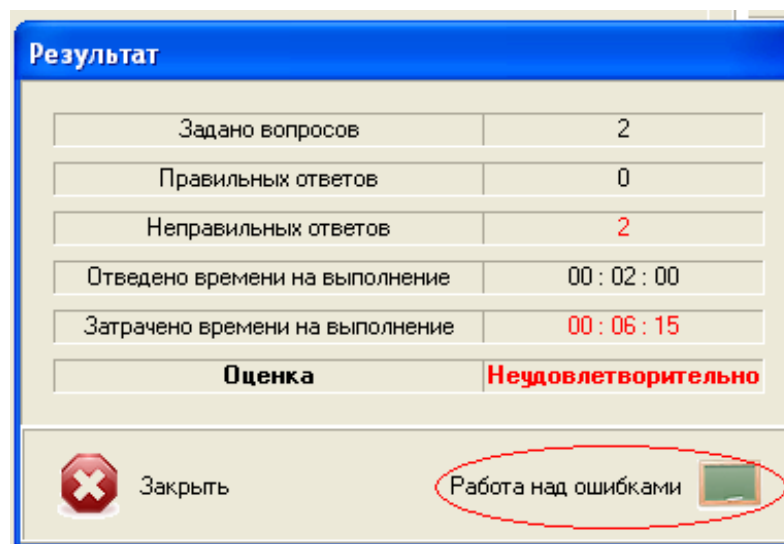 Результат
Задано вопросов 2
Правильных ответов 0
Неправильных ответов 2
Отведено времени на выполнение 00 : 02 : 00
Затрачено времени на выполнение 00 : 06 : 15
Оценка Неудовлетворительно
Закрыть Работа над ошибками